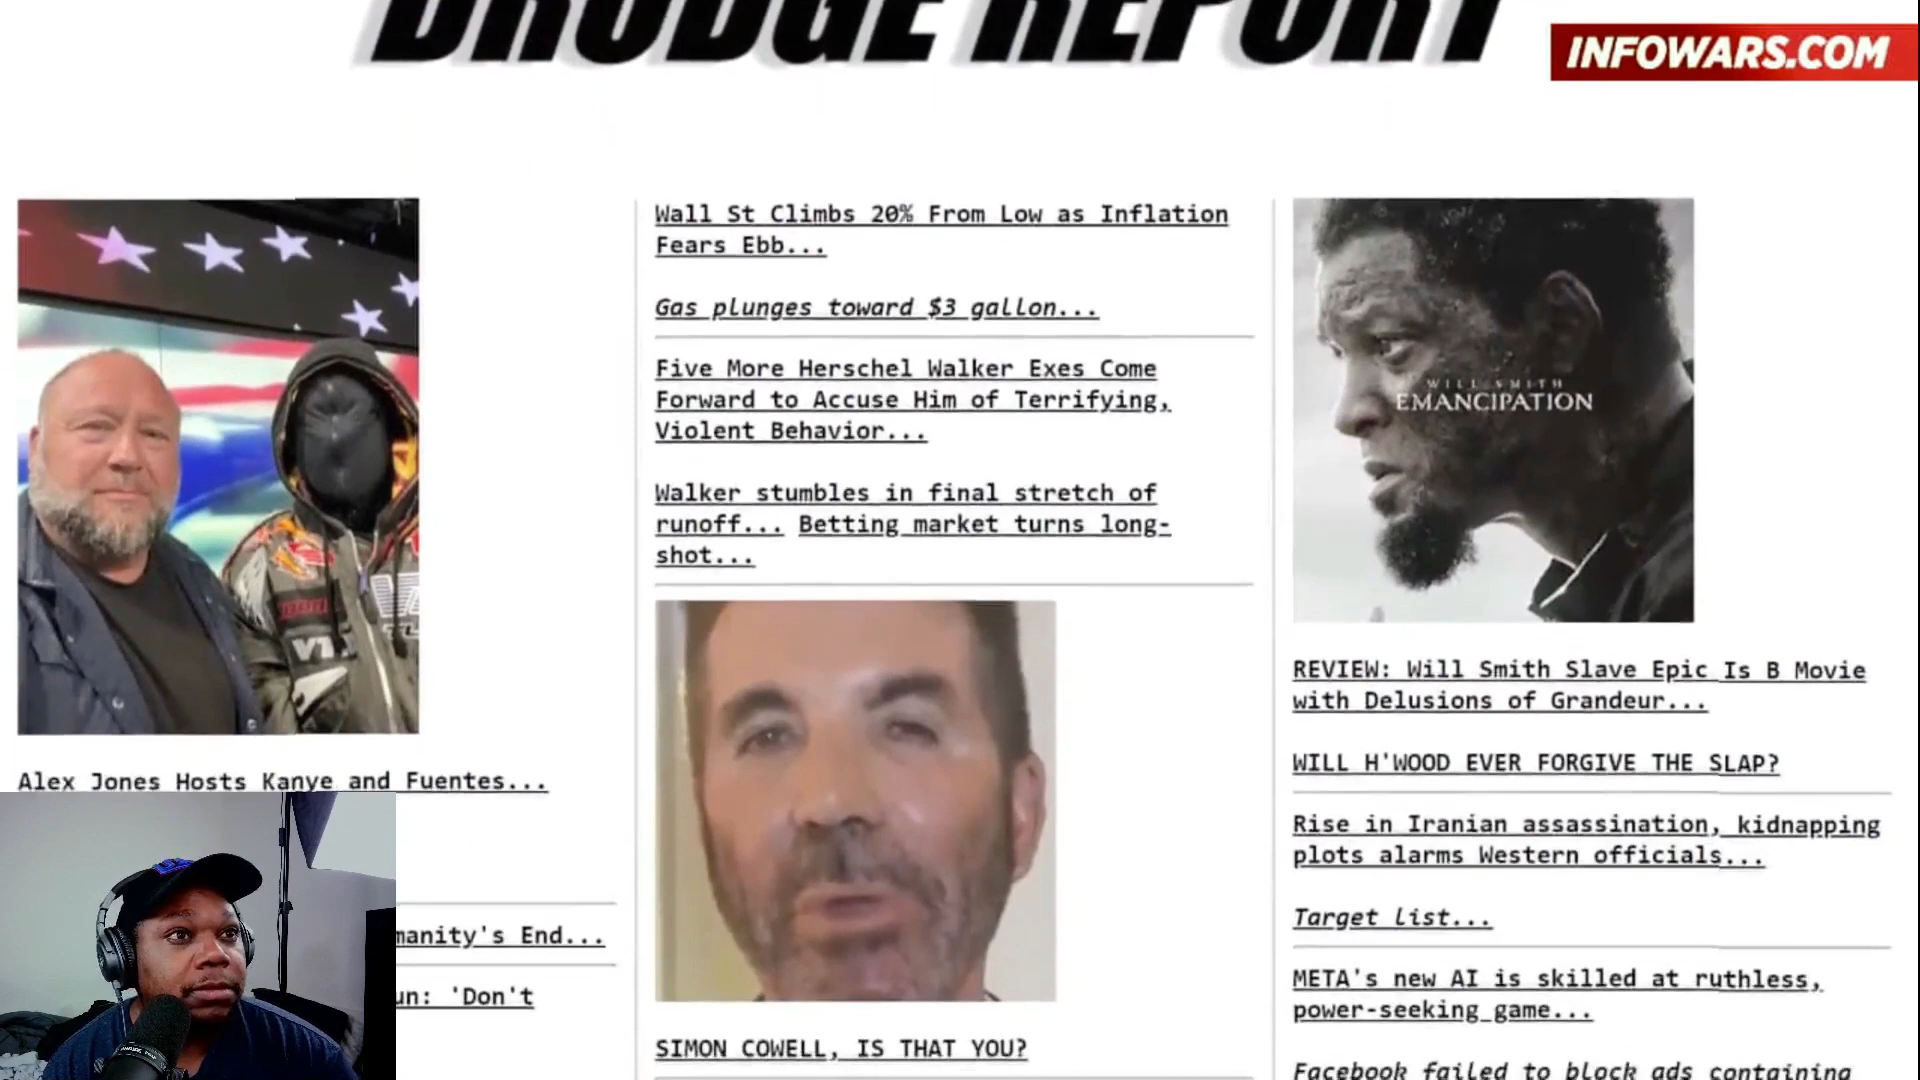 DRUDGE REPORT
INFOWARS.COM
Alex Jones Hosts Kanye and Fuentes...
manity's End...
un: 'Don't
Wall St Climbs 20% From Low as Inflation
Fears Ebb...
Gas plunges toward $3 gallon...
Five More Herschel Walker Exes Come
Forward to Accuse Him of Terrifying,
Violent Behavior...
Walker stumbles in final stretch of
runoff... Betting market turns long-
shot...
SIMON COWELL, IS THAT YOU?
WILL SMITH
EMANCIPATION
REVIEW: Will Smith Slave Epic Is B Movie
with Delusions of Grandeur...
WILL H'WOOD EVER FORGIVE THE SLAP?
Rise in Iranian assassination, kidnapping
plots alarms Western officials...
Target list...
META's new AI is skilled at ruthless,
power-seeking game...
Facebook failed to block ads containing